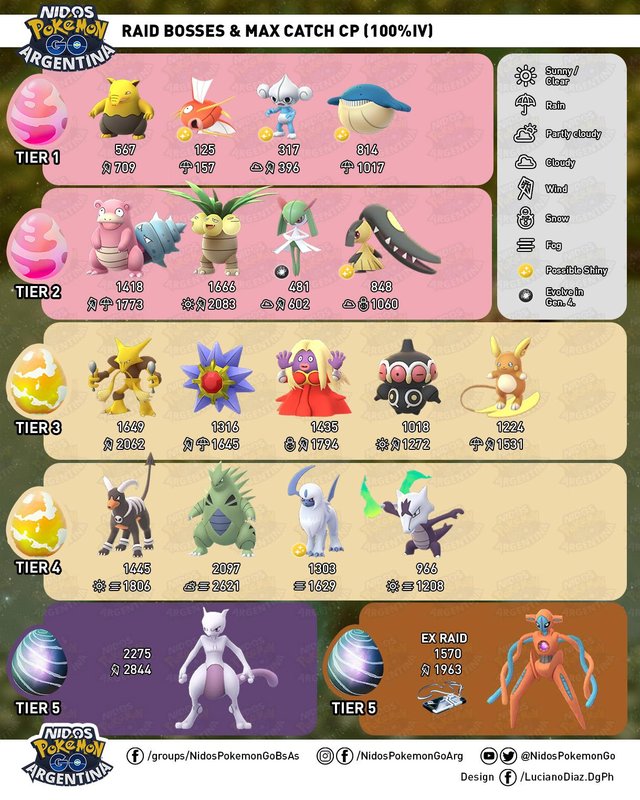 NIDOS
Pokémon
GO
ARGENTINA
RAID BOSSES & MAX CATCH CP (100%IV)
TIER 1
567
709
125
157
317
396
814
1017
Sunny /
Clear
Rain
Partly cloudy
Cloudy
Wind
Snow
Fog
Possible Shiny
Evolve in
Gen. 4.
TIER 2
1418
1773
1666
2083
481
602
848
1060
TIER 3
1649
2062
1316
1645
1435
1794
1018
1272
1224
1531
TIER 4
1445
1806
2097
2621
1303
1629
966
1208
TIER 5
2275
2844
TIER 5
EX RAID
1570
1963
NIDOS
Pokémon
GO
ARGENTINA
/groups/NidosPokemonGoBsAs
/NidosPokemonGoArg
@NidosPokemonGo
Design /LucianoDiaz.DgPh